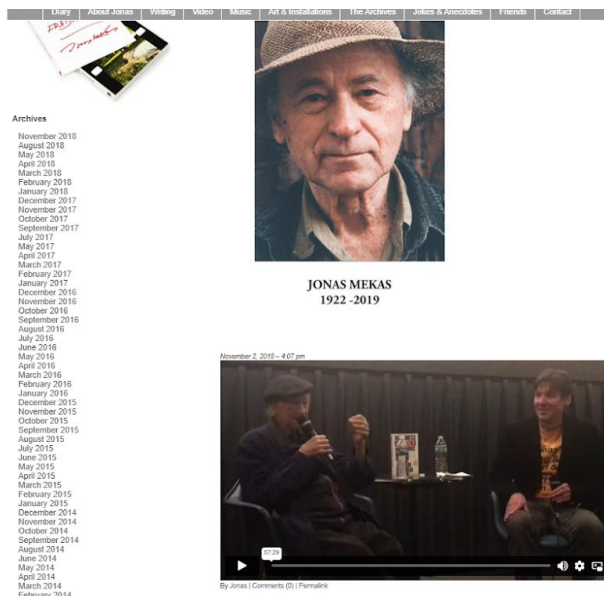 Diary | About Jonas | Writing | Video | Music | Art & Installations | The Archives | Jokes & Anecdotes | Friends | Contact
Archives
November 2018
August 2018
May 2018
April 2018
March 2018
February 2018
January 2018
December 2017
November 2017
October 2017
September 2017
July 2017
May 2017
April 2017
March 2017
February 2017
January 2017
December 2016
November 2016
October 2016
September 2016
August 2016
July 2016
June 2016
May 2016
April 2016
March 2016
February 2016
January 2016
December 2015
November 2015
October 2015
September 2015
August 2015
July 2015
June 2015
May 2015
April 2015
March 2015
February 2015
January 2015
December 2014
November 2014
October 2014
September 2014
August 2014
June 2014
May 2014
April 2014
March 2014
February 2014
JONAS MEKAS
1922 -2019
November 2, 2018 – 4:07 pm
57:29
By Jonas | Comments (0) | Permalink